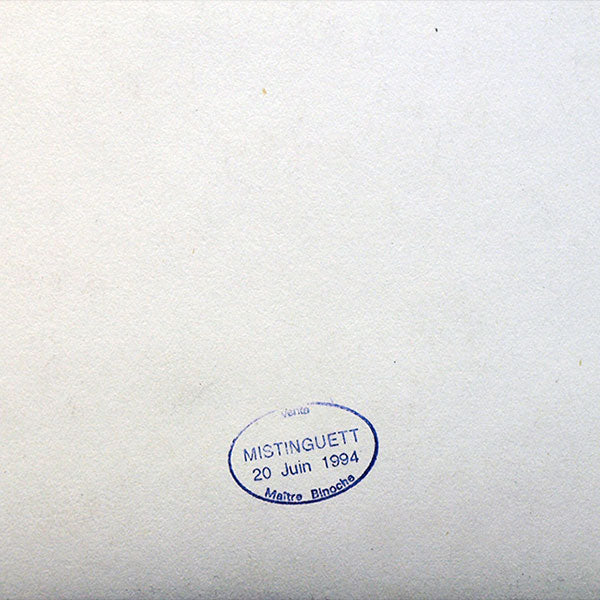 Vente
MISTINGUETT
20 Juin 1994
Maître Binoche